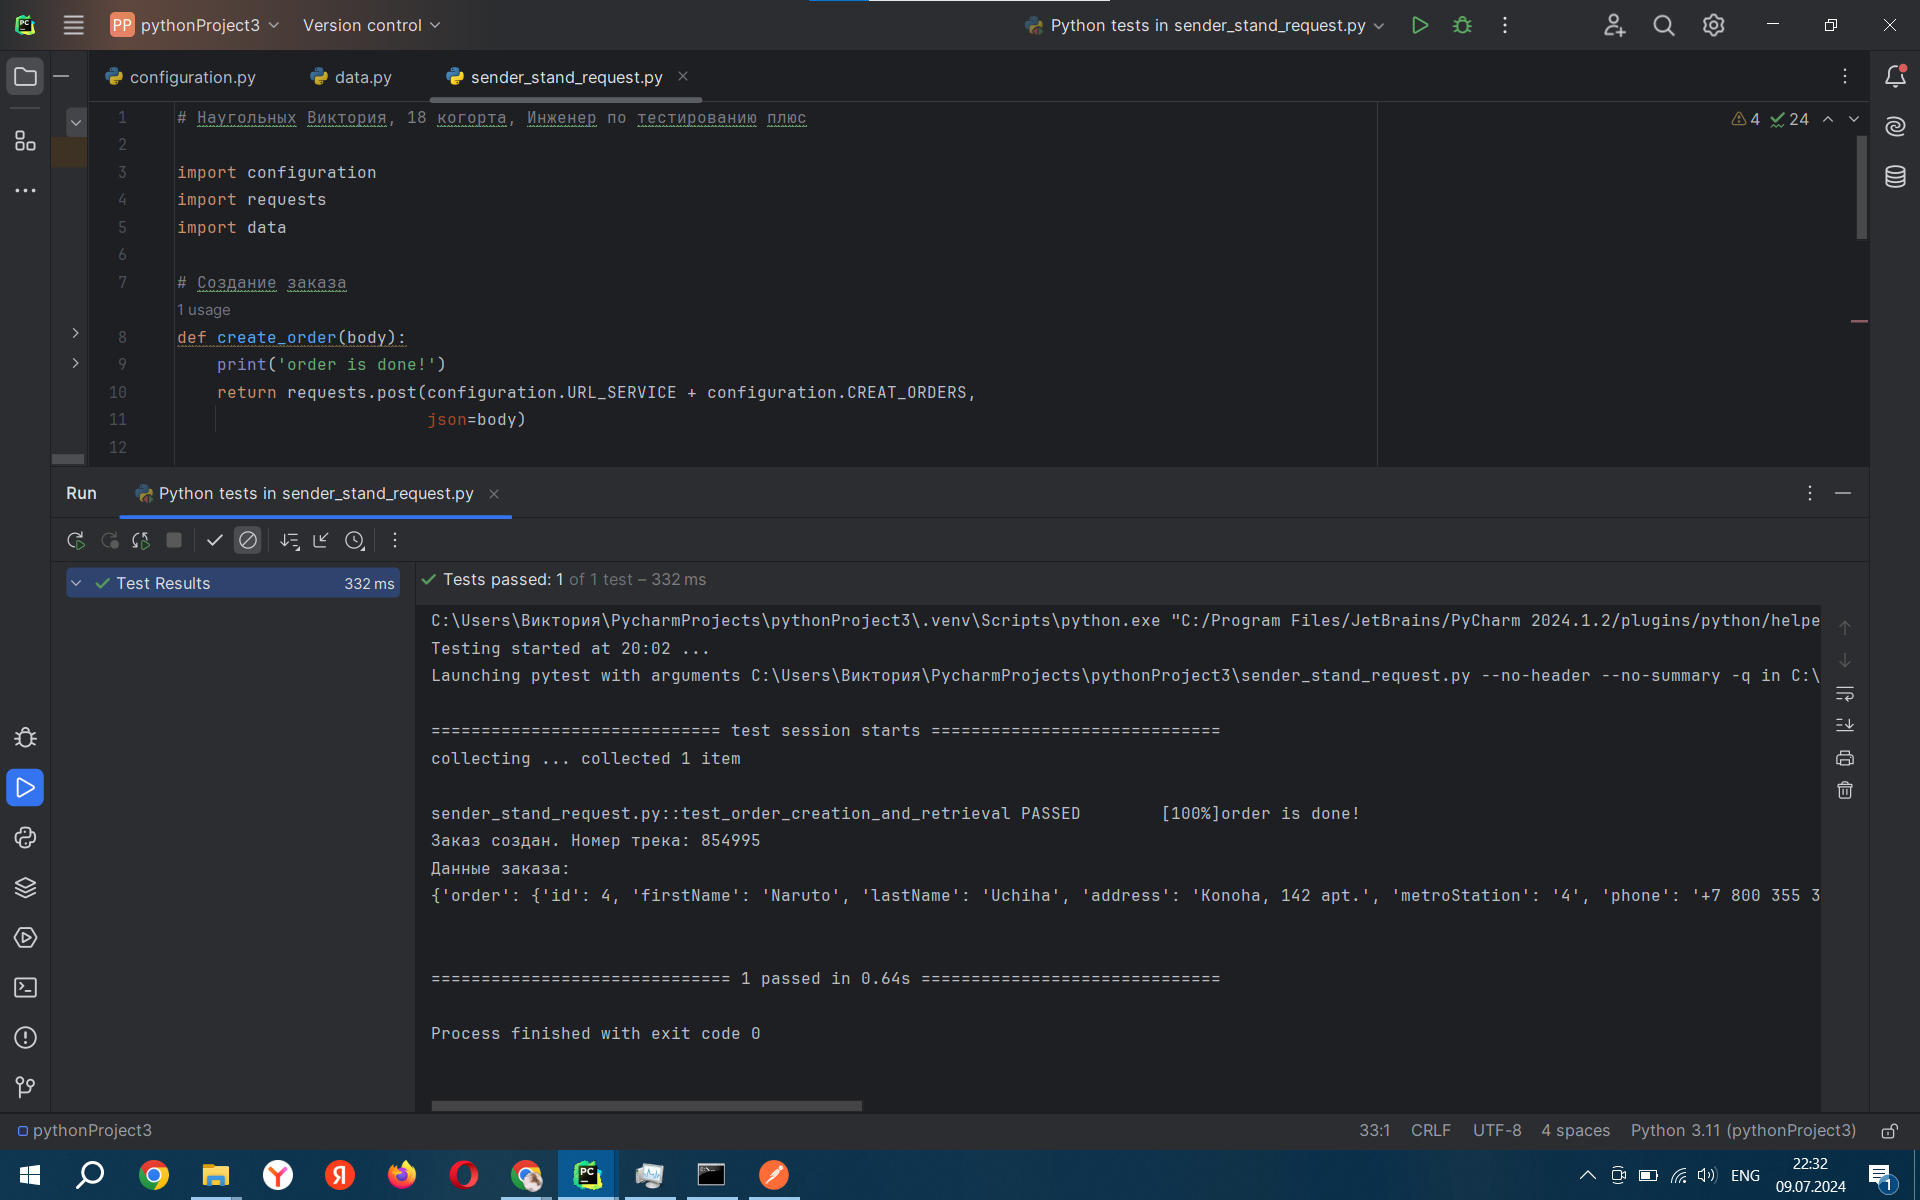 PP pythonProject3 Version control Python tests in sender_stand_request.py
configuration.py data.py sender_stand_request.py
1 # Наугольных Виктория, 18 когорта, Инженер по тестированию плюс 4 24
2
3 import configuration
4 import requests
5 import data
6
7 # Создание заказа
1 usage
8 def create_order(body):
9 print('order is done!')
10 return requests.post(configuration.URL_SERVICE + configuration.CREAT_ORDERS,
11 json=body)
12
Run Python tests in sender_stand_request.py
Test Results 332 ms
Tests passed: 1 of 1 test – 332 ms
C:\Users\Виктория\PycharmProjects\pythonProject3\.venv\Scripts\python.exe "C:/Program Files/JetBrains/PyCharm 2024.1.2/plugins/python/helpe
Testing started at 20:02 ...
Launching pytest with arguments C:\Users\Виктория\PycharmProjects\pythonProject3\sender_stand_request.py --no-header --no-summary -q in C:\
============================= test session starts =============================
collecting ... collected 1 item
sender_stand_request.py::test_order_creation_and_retrieval PASSED [100%]order is done!
Заказ создан. Номер трека: 854995
Данные заказа:
{'order': {'id': 4, 'firstName': 'Naruto', 'lastName': 'Uchiha', 'address': 'Konoha, 142 apt.', 'metroStation': '4', 'phone': '+7 800 355 3
============================== 1 passed in 0.64s ==============================
Process finished with exit code 0
pythonProject3 33:1 CRLF UTF-8 4 spaces Python 3.11 (pythonProject3)
ENG 22:32
09.07.2024 1